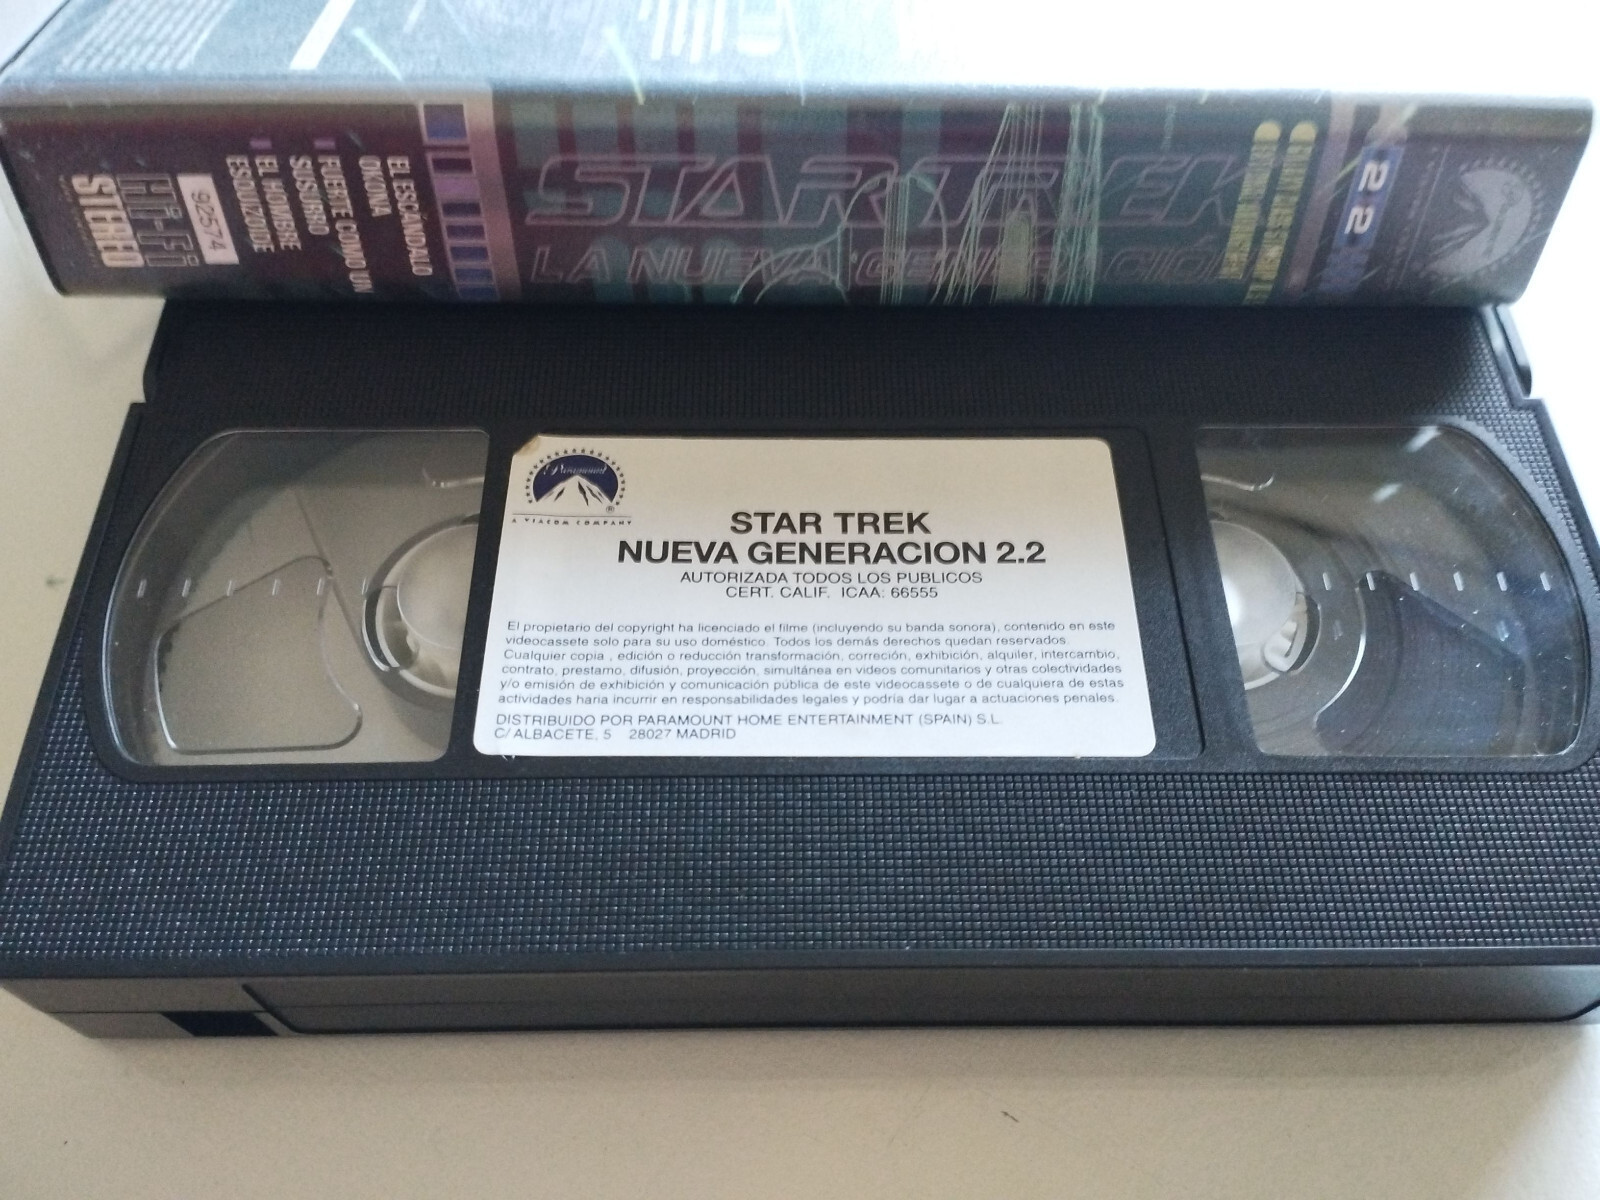 HI-FI
STEREO
92574
EL ESCANDALO
OKONA
FUERTE COMO UN
SUSURRO
EL HOMBRE
ESQUIZOIDE
STAR TREK
LA NUEVA GENERACIÓN
2.2
Paramount
Paramount
®
A VIACOM COMPANY
STAR TREK
NUEVA GENERACION 2.2
AUTORIZADA TODOS LOS PUBLICOS
CERT. CALIF. ICAA: 66555
El propietario del copyright ha licenciado el filme (incluyendo su banda sonora), contenido en este
videocassete solo para su uso doméstico. Todos los demás derechos quedan reservados.
Cualquier copia , edición o reducción transformación, correción, exhibición, alquiler, intercambio,
contrato, prestamo, difusión, proyección, simultánea en videos comunitarios y otras colectividades
y/o emisión de exhibición y comunicación pública de este videocassete o de cualquiera de estas
actividades haria incurrir en responsabilidades legales y podria dar lugar a actuaciones penales.
DISTRIBUIDO POR PARAMOUNT HOME ENTERTAINMENT (SPAIN) S.L.
C/ ALBACETE, 5 28027 MADRID